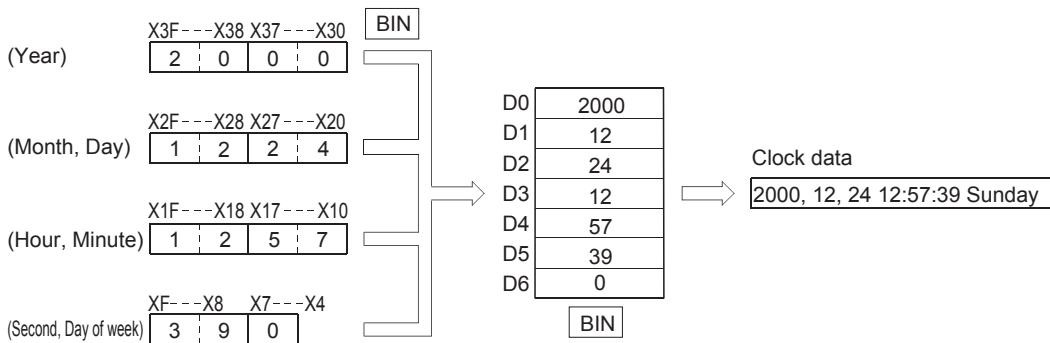 BIN
X3F---X38 X37---X30
(Year) 2 0 0 0
X2F---X28 X27---X20
(Month, Day) 1 2 2 4
X1F---X18 X17---X10
(Hour, Minute) 1 2 5 7
XF---X8 X7---X4
(Second, Day of week) 3 9 0
D0 2000
D1 12
D2 24
D3 12
D4 57
D5 39
D6 0
BIN
Clock data
2000, 12, 24 12:57:39 Sunday